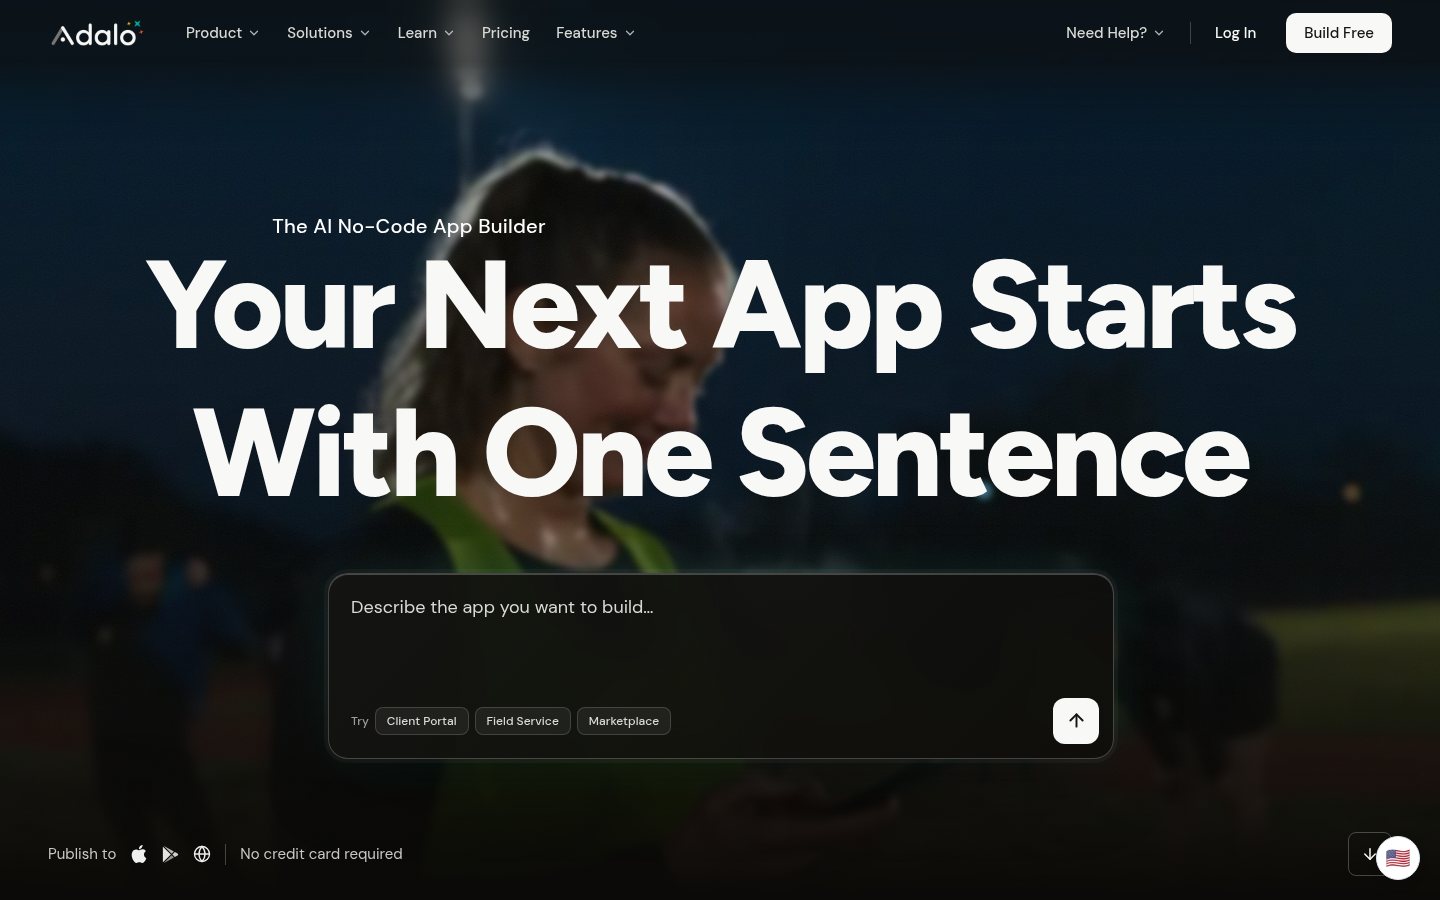 Adalo
Product
Solutions
Learn
Pricing
Features
Need Help?
Log In
Build Free
The AI No-Code App Builder
Your Next App Starts
With One Sentence
Describe the app you want to build...
Try
Client Portal
Field Service
Marketplace
Publish to
No credit card required